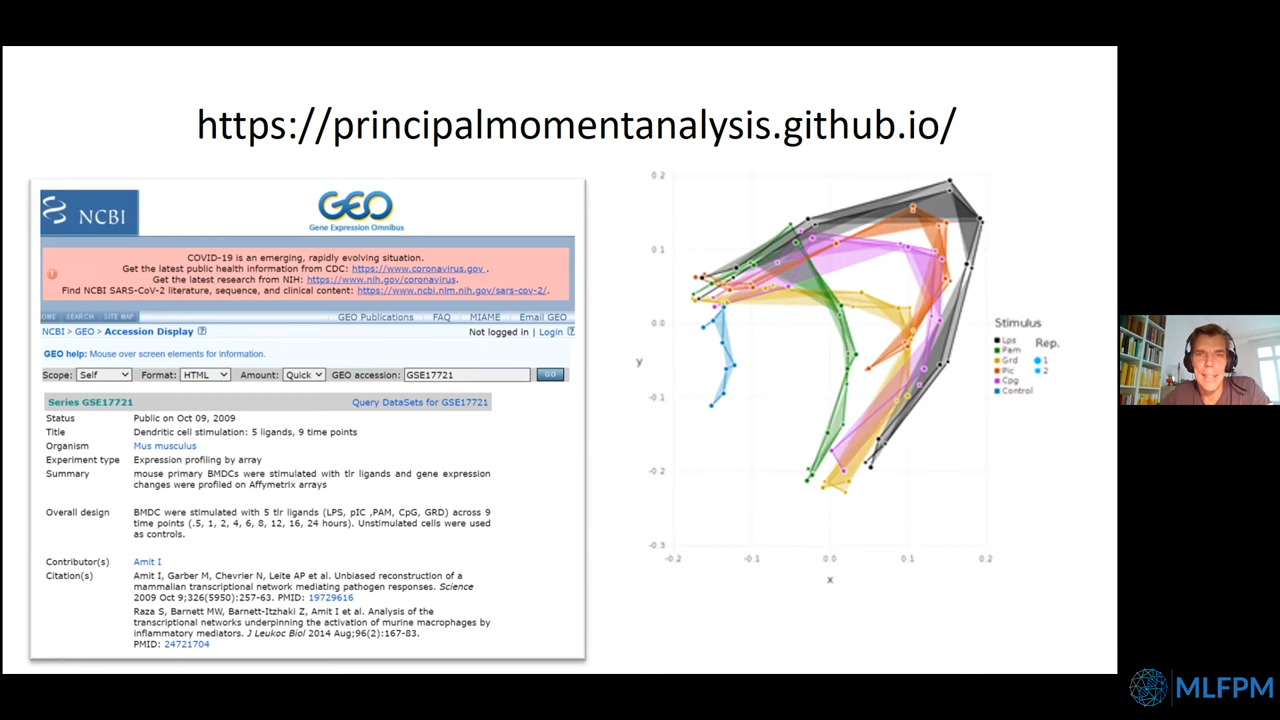 https://principalmomentanalysis.github.io/
NCBI
GEO
Gene Expression Omnibus
COVID-19 is an emerging, rapidly evolving situation.
Get the latest public health information from CDC: https://www.coronavirus.gov .
Get the latest research from NIH: https://www.nih.gov/coronavirus.
Find NCBI SARS-CoV-2 literature, sequence, and clinical content: https://www.ncbi.nlm.nih.gov/sars-cov-2/.
OME SEARCH SITE MAP GEO Publications FAQ MIAME Email GEO
NCBI > GEO > Accession Display ? Not logged in | Login ?
GEO help: Mouse over screen elements for information.
Scope: Self Format: HTML Amount: Quick GEO accession: GSE17721 GO
Series GSE17721 Query DataSets for GSE17721
Status Public on Oct 09, 2009
Title Dendritic cell stimulation: 5 ligands, 9 time points
Organism Mus musculus
Experiment type Expression profiling by array
Summary mouse primary BMDCs were stimulated with tlr ligands and gene expression
changes were profiled on Affymetrix arrays
Overall design BMDC were stimulated with 5 tlr ligands (LPS, pIC ,PAM, CpG, GRD) across 9
time points (.5, 1, 2, 4, 6, 8, 12, 16, 24 hours). Unstimulated cells were used
as controls.
Contributor(s) Amit I
Citation(s) Amit I, Garber M, Chevrier N, Leite AP et al. Unbiased reconstruction of a
mammalian transcriptional network mediating pathogen responses. Science
2009 Oct 9;326(5950):257-63. PMID: 19729616
Raza S, Barnett MW, Barnett-Itzhaki Z, Amit I et al. Analysis of the
transcriptional networks underpinning the activation of murine macrophages by
inflammatory mediators. J Leukoc Biol 2014 Aug;96(2):167-83.
PMID: 24721704
0.2
0.1
0.0
-0.1
-0.2
-0.3
y
-0.2 -0.1 0.0 0.1 0.2
x
Stimulus
Lps
Pam
Grd
Pic
Cpg
Control
Rep.
1
2
MLFPM